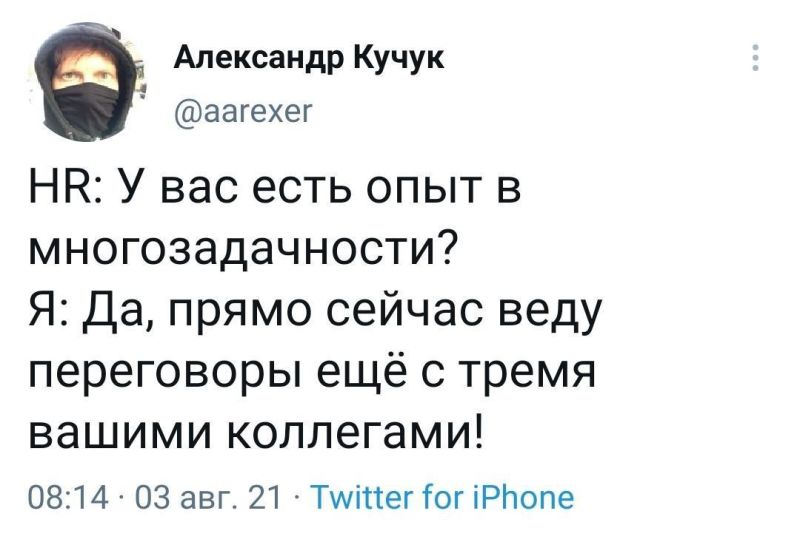 Александр Кучук
@aarexer
HR: У вас есть опыт в
многозадачности?
Я: Да, прямо сейчас веду
переговоры ещё с тремя
вашими коллегами!
08:14 · 03 авг. 21 · Twitter for iPhone